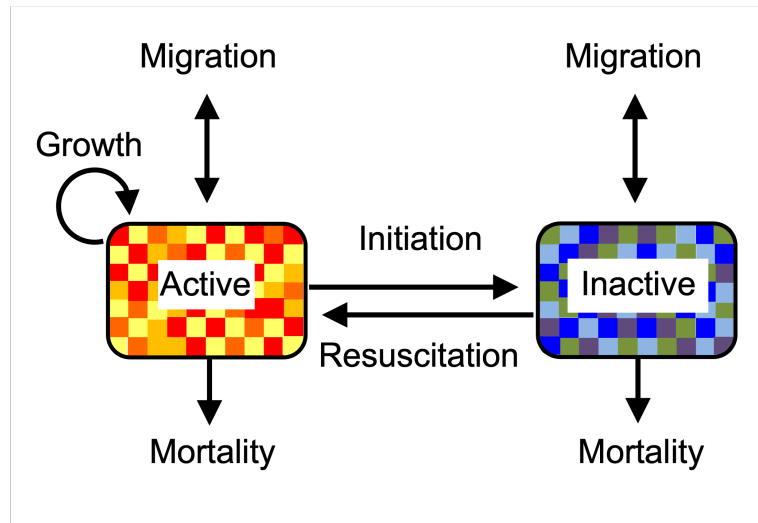 Migration
Migration
Growth
Initiation
Active
Inactive
Resuscitation
Mortality
Mortality